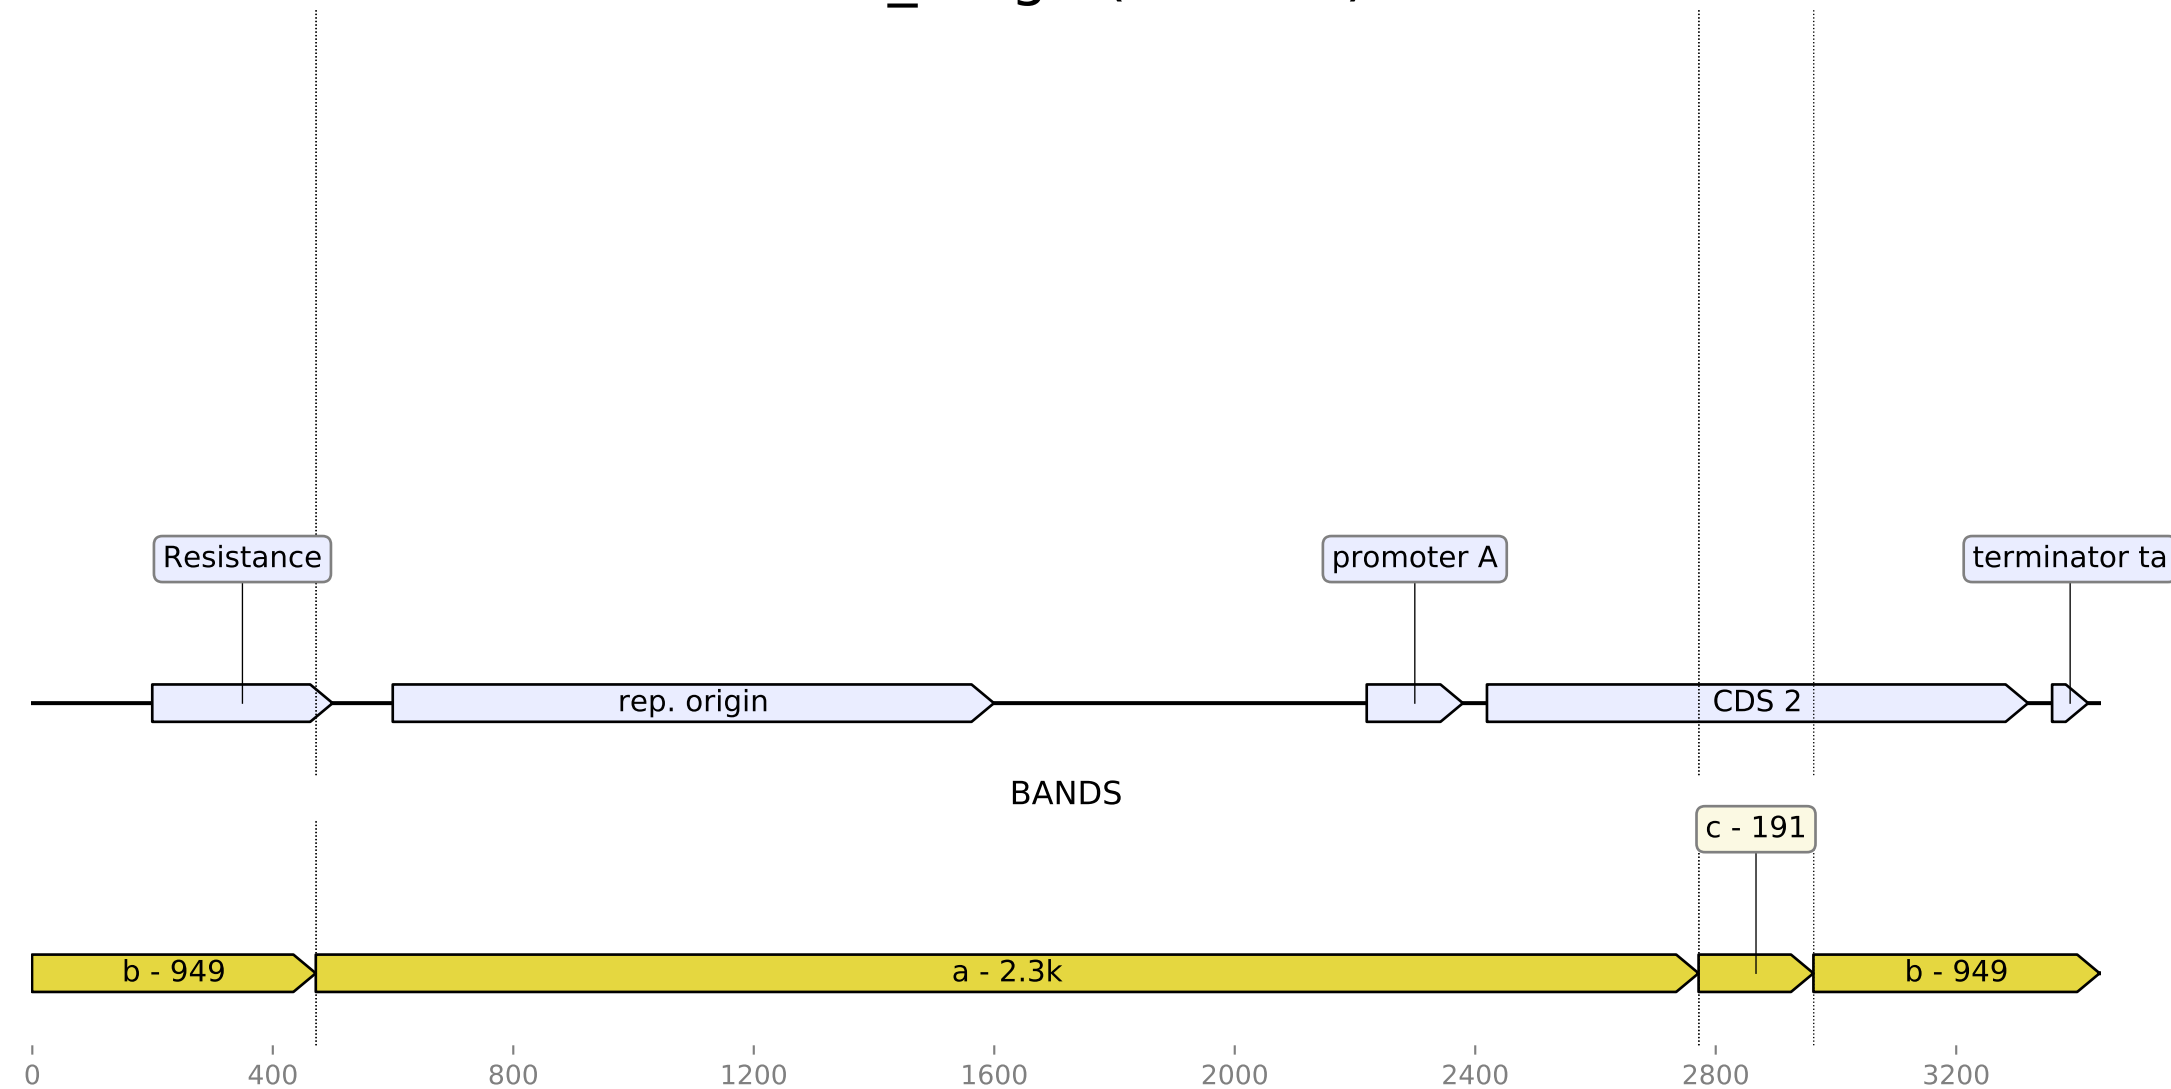 Resistance
promoter A
terminator ta
rep. origin
CDS 2
BANDS
c - 191
b - 949
a - 2.3k
b - 949
0 400 800 1200 1600 2000 2400 2800 3200